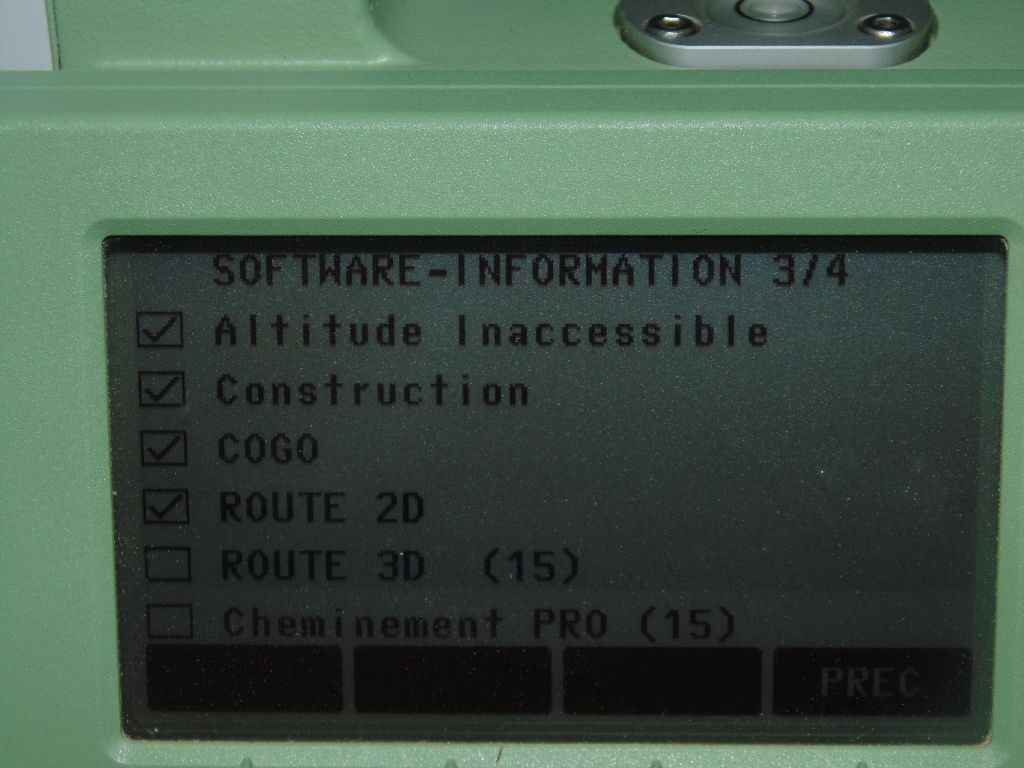 SOFTWARE-INFORMATION 3/4
Altitude Inaccessible
Construction
COGO
ROUTE 2D
ROUTE 3D (15)
Cheminement PRO (15)
PREC